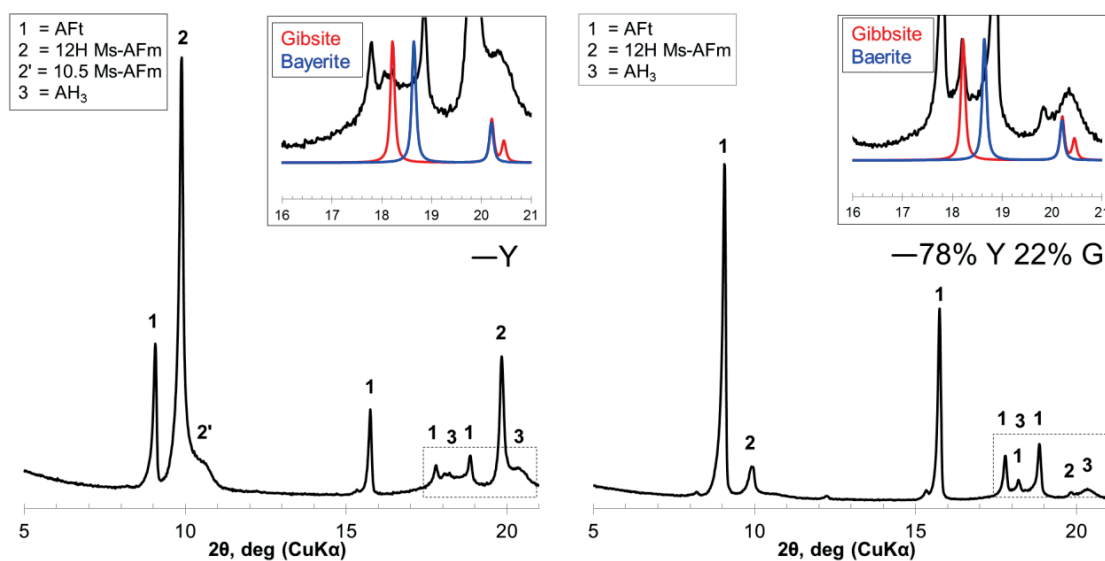 1 = AFt
2 = 12H Ms-AFm
2' = 10.5 Ms-AFm
3 = AH₃
2
Gibsite
Bayerite
16 17 18 19 20 21
—Y
1
2'
1
1 3 1
2
3
5 10 15 20
2θ, deg (CuKα)
1 = AFt
2 = 12H Ms-AFm
3 = AH₃
Gibbsite
Baerite
16 17 18 19 20 21
—78% Y 22% G
1
2
1
1 3 1
1
2 3
5 10 15 20
2θ, deg (CuKα)